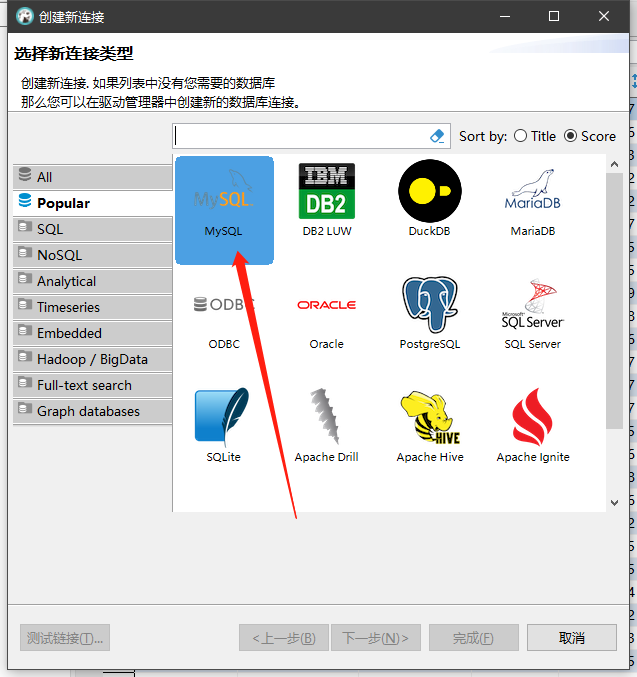 创建新连接
选择新连接类型
创建新连接. 如果列表中没有您需要的数据库
那么您可以在驱动管理器中创建新的数据库连接。
Sort by: Title Score
All
Popular
SQL
NoSQL
Analytical
Timeseries
Embedded
Hadoop / BigData
Full-text search
Graph databases
MySQL
MySQL
IBM
DB2
DB2 LUW
DuckDB
MariaDB
MariaDB
ODBC
ODBC
ORACLE
Oracle
PostgreSQL
Microsoft
SQL Server
SQL Server
SQLite
Apache Drill
HIVE
Apache Hive
Apache Ignite
测试链接(T)...
<上一步(B)
下一步(N)>
完成(F)
取消